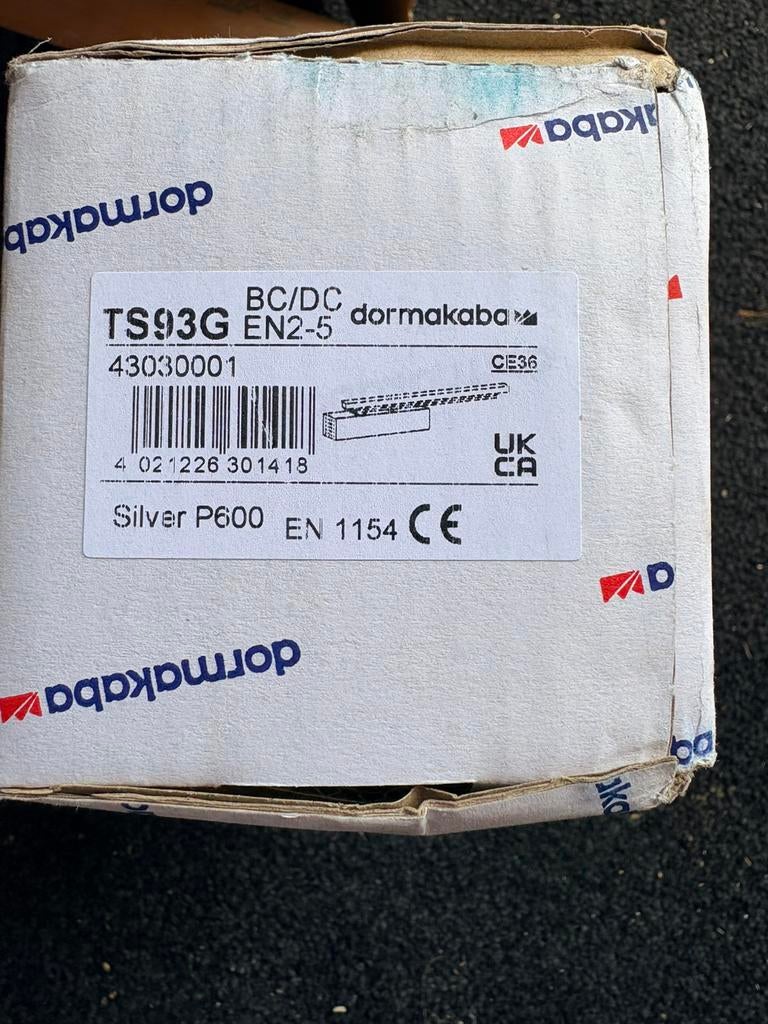 dormakaba
dormakaba
TS93G BC/DC EN2-5 dormakaba
43030001 CE36
4 021226 301418
UK
CA
Silver P600 EN 1154 CE
a
dormakaba